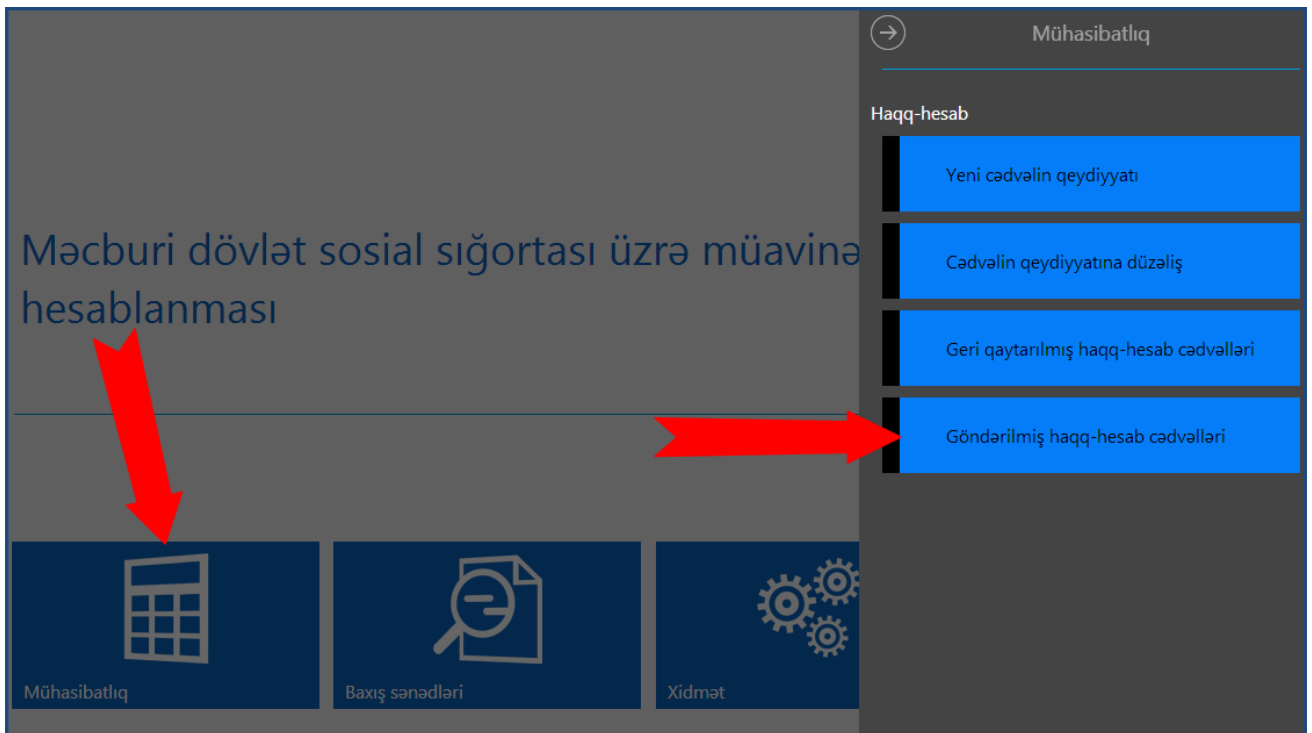 Mühasibatlıq
Haqq-hesab
Yeni cədvəlin qeydiyyatı
Cədvəlin qeydiyyatına düzəliş
Geri qaytarılmış haqq-hesab cədvəlləri
Göndərilmiş haqq-hesab cədvəlləri
Məcburi dövlət sosial sığortası üzrə müavinə
hesablanması
Mühasibatlıq
Baxış sənədləri
Xidmət